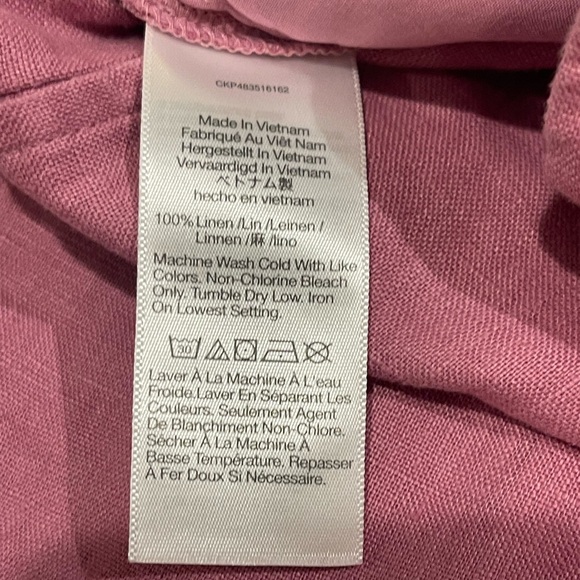 CKP483516162
Made In Vietnam
Fabriqué Au Viêt Nam
Hergestellt In Vietnam
Vervaardigd In Vietnam
ベトナム製
hecho en vietnam
100% Linen /Lin /Leinen /
Linnen /麻 /lino
Machine Wash Cold With Like
Colors. Non-Chlorine Bleach
Only. Tumble Dry Low. Iron
On Lowest Setting.
30
Laver À La Machine À L'eau
Froide.Laver En Séparant Les
Couleurs. Seulement Agent
De Blanchiment Non-Chlore.
Sécher À La Machine À
Basse Température. Repasser
À Fer Doux Si Nécessaire.